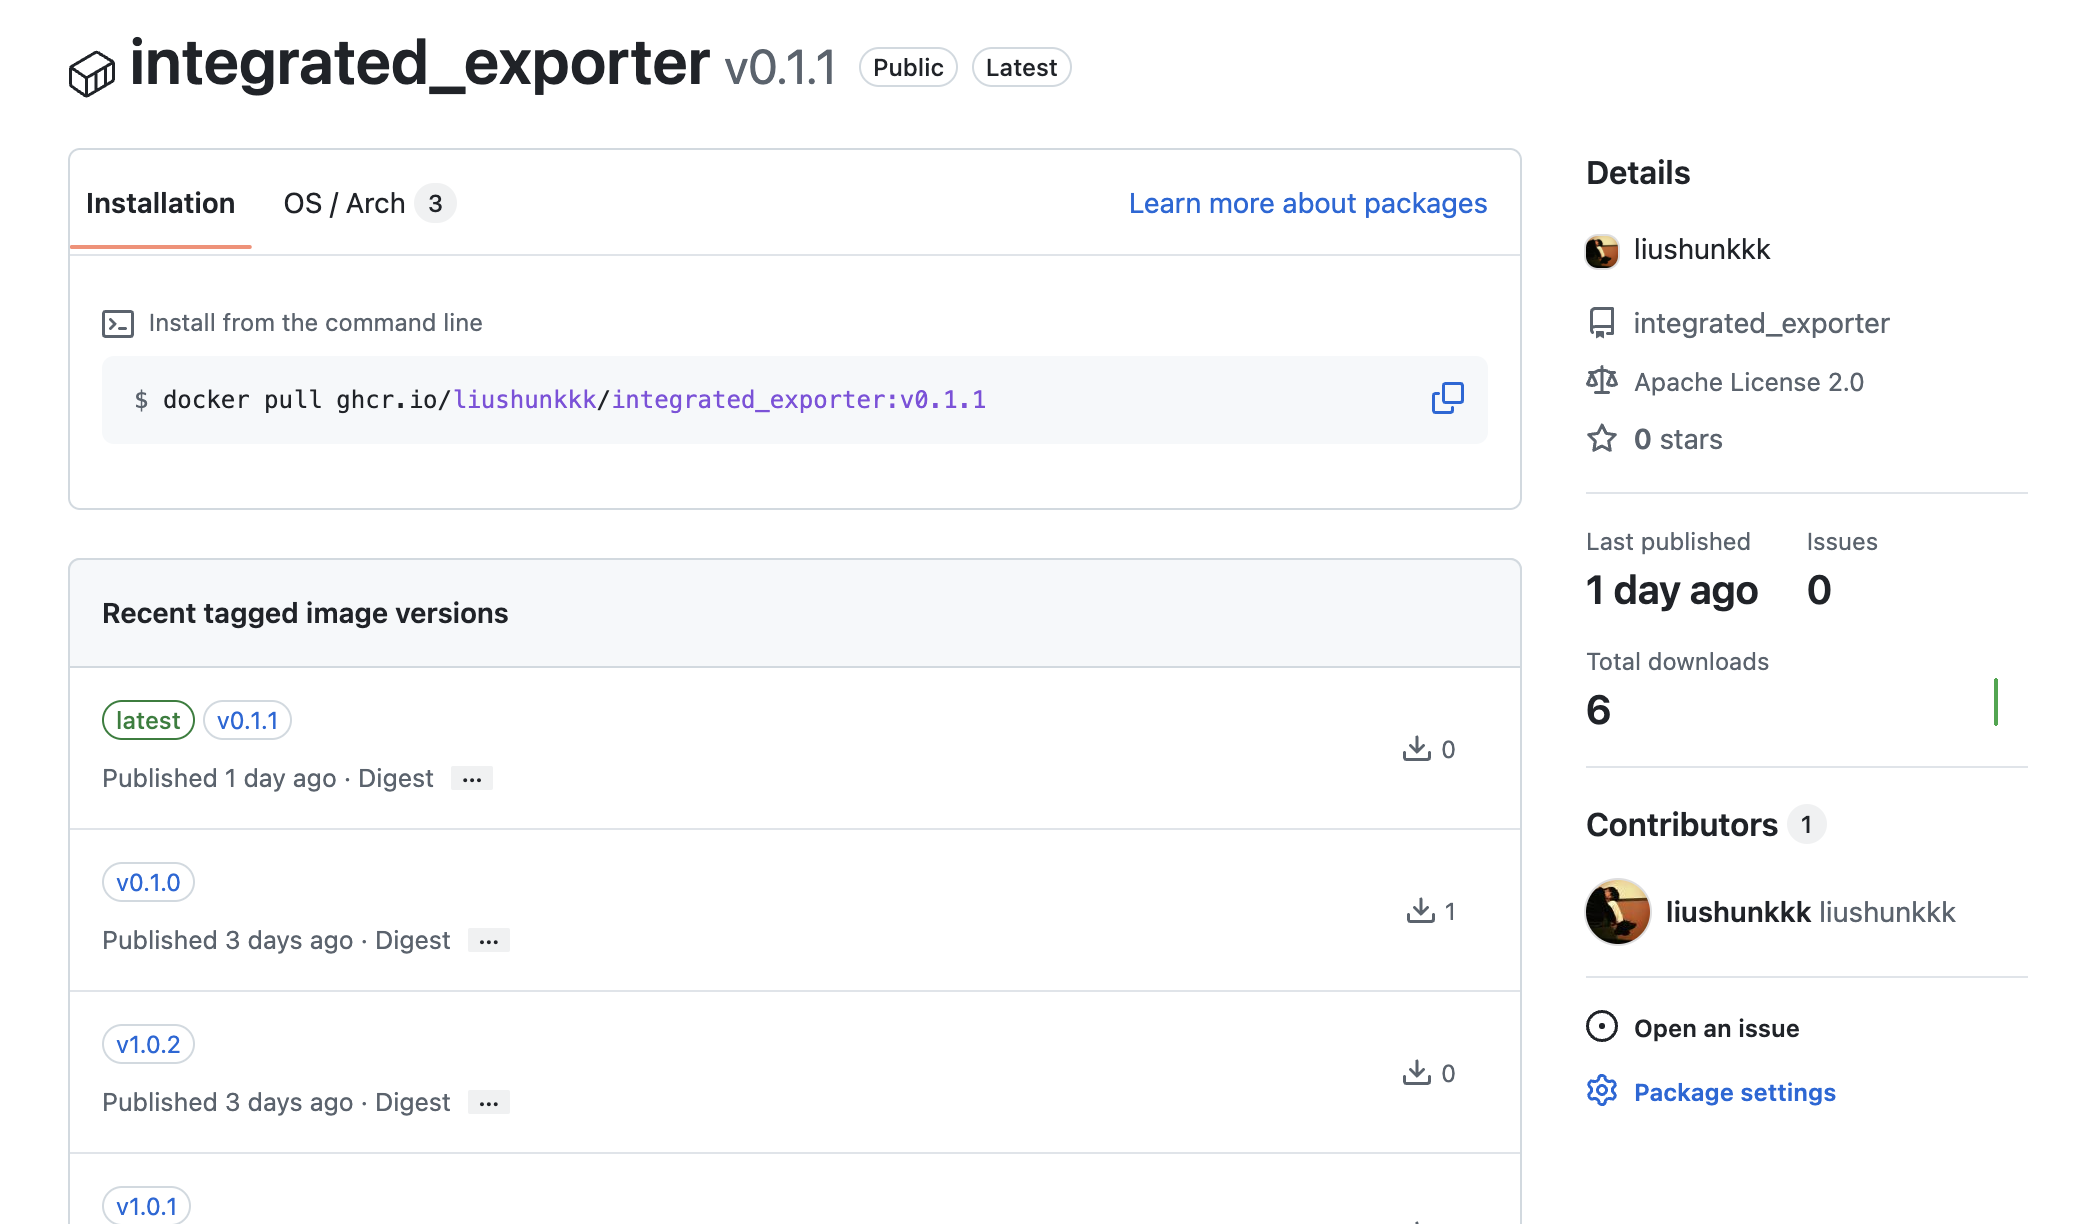 integrated_exporter v0.1.1 Public Latest
Installation OS / Arch 3 Learn more about packages
Install from the command line
$ docker pull ghcr.io/liushunkkk/integrated_exporter:v0.1.1
Recent tagged image versions
latest v0.1.1
Published 1 day ago · Digest ...
0
v0.1.0
Published 3 days ago · Digest ...
1
v1.0.2
Published 3 days ago · Digest ...
0
v1.0.1
Details
liushunkkk
integrated_exporter
Apache License 2.0
0 stars
Last published Issues
1 day ago 0
Total downloads
6
Contributors 1
liushunkkk liushunkkk
Open an issue
Package settings